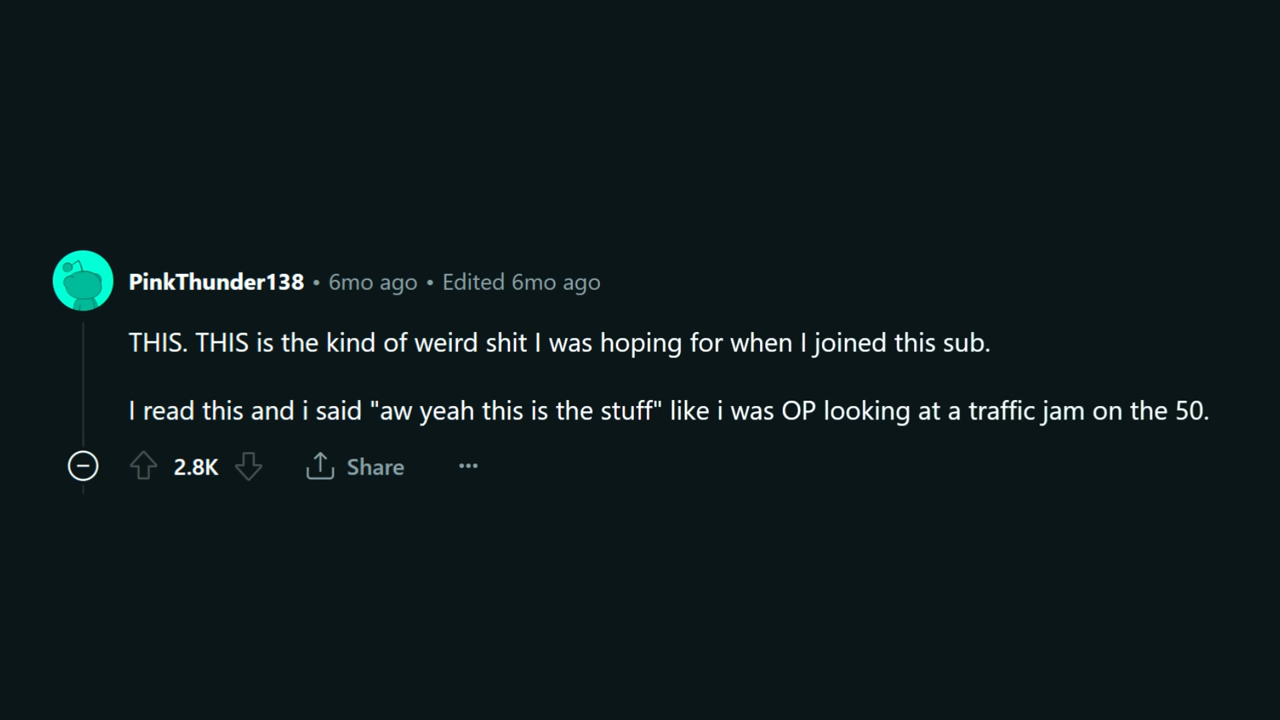 PinkThunder138 • 6mo ago • Edited 6mo ago
THIS. THIS is the kind of weird shit I was hoping for when I joined this sub.
I read this and i said "aw yeah this is the stuff" like i was OP looking at a traffic jam on the 50.
2.8K Share ...